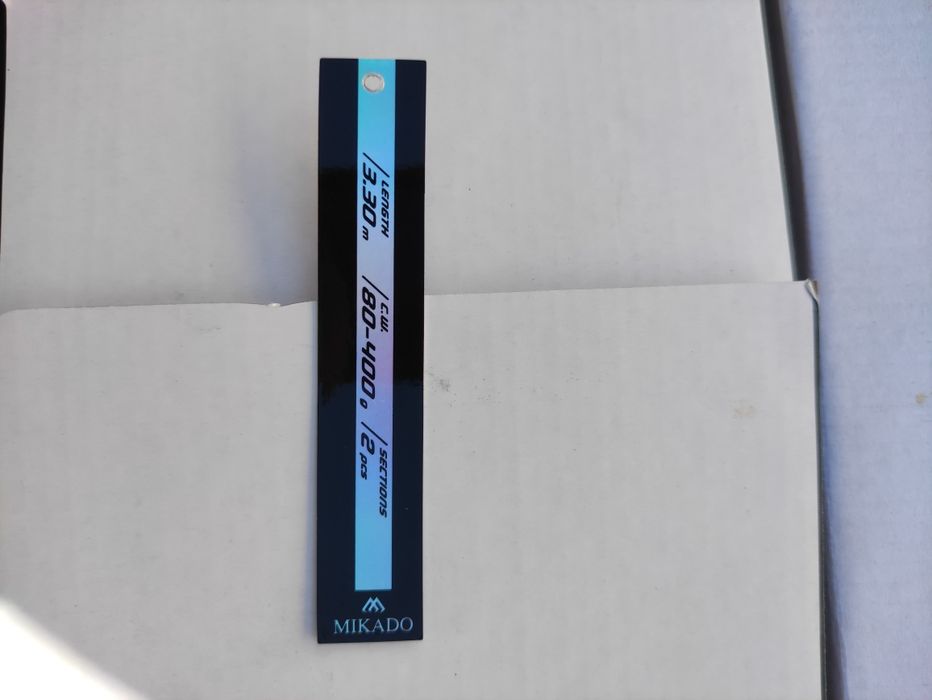 LENGTH
3.30 m
C.W.
80-400 g
SECTIONS
2 pcs
MIKADO